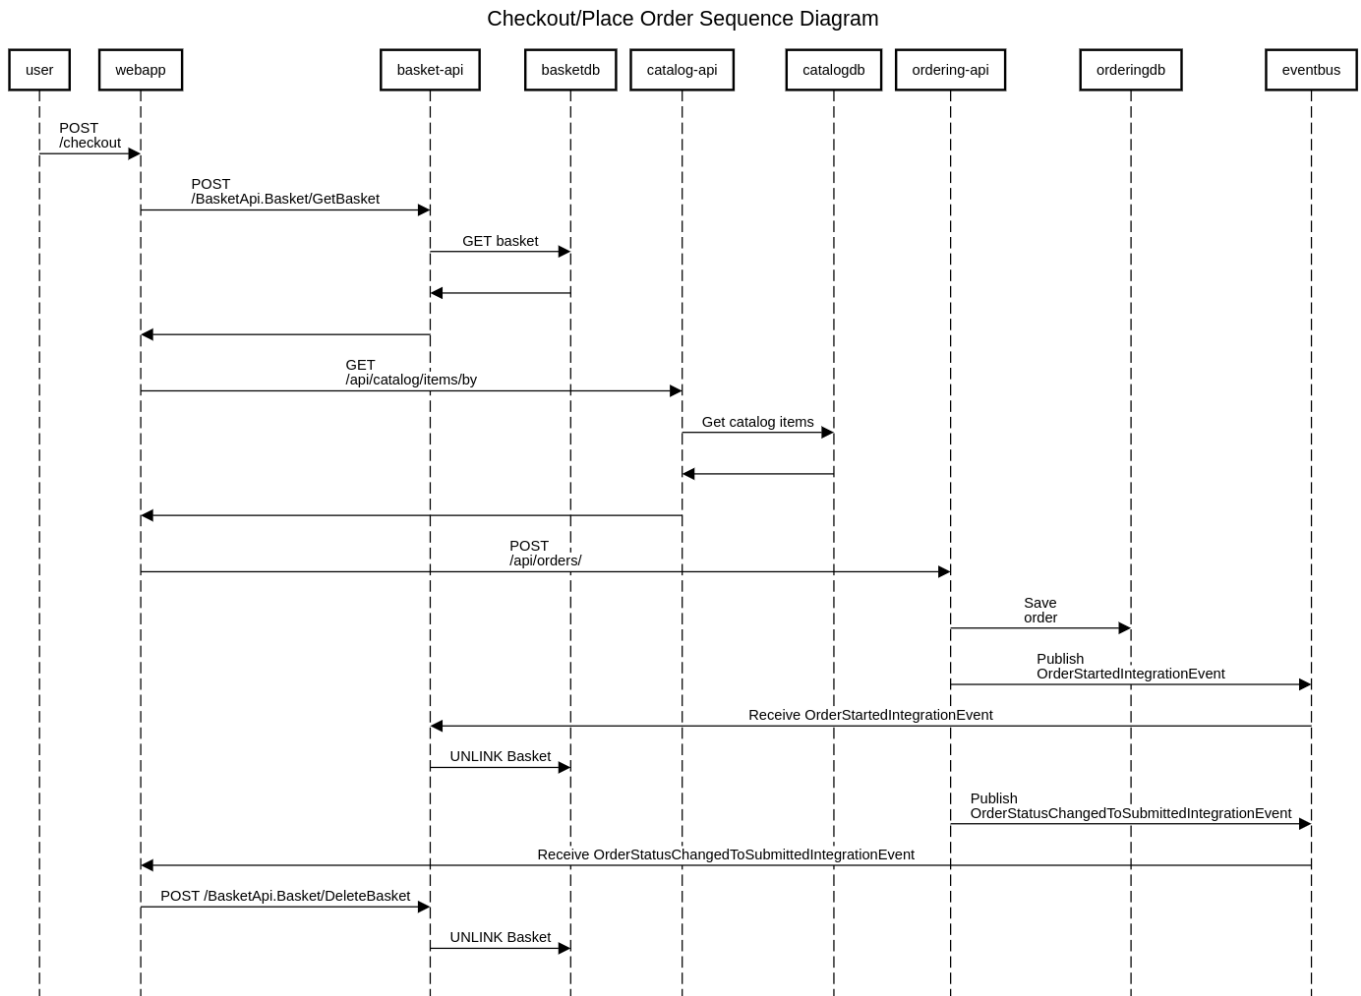 Checkout/Place Order Sequence Diagram
user
webapp
basket-api
basketdb
catalog-api
catalogdb
ordering-api
orderingdb
eventbus
POST
/checkout
POST
/BasketApi.Basket/GetBasket
GET basket
GET
/api/catalog/items/by
Get catalog items
POST
/api/orders/
Save
order
Publish
OrderStartedIntegrationEvent
Receive OrderStartedIntegrationEvent
UNLINK Basket
Publish
OrderStatusChangedToSubmittedIntegrationEvent
Receive OrderStatusChangedToSubmittedIntegrationEvent
POST /BasketApi.Basket/DeleteBasket
UNLINK Basket